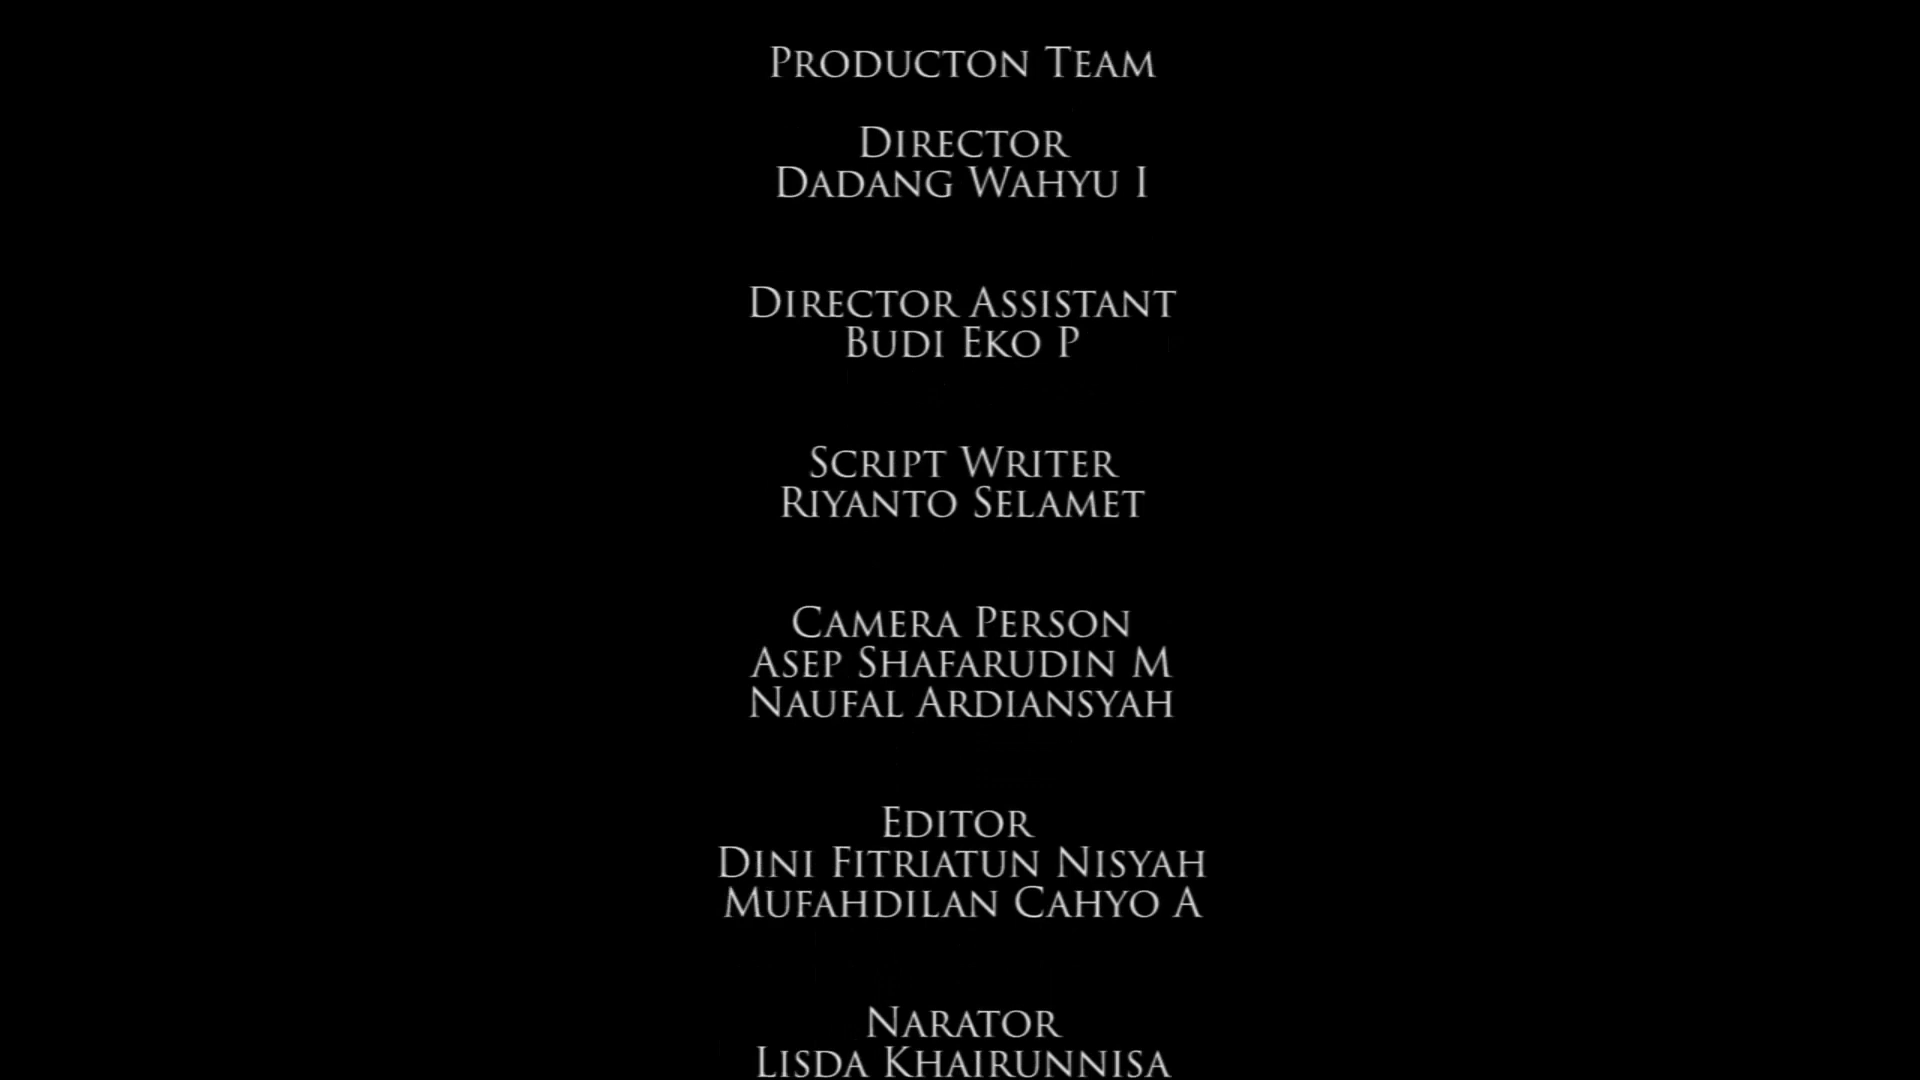 Producton Team
Director
Dadang Wahyu I
Director Assistant
Budi Eko P
Script Writer
Riyanto Selamet
Camera Person
Asep Shafarudin M
Naufal Ardiansyah
Editor
Dini Fitriatun Nisyah
Mufahdilan Cahyo A
Narator
Lisda Khairunnisa